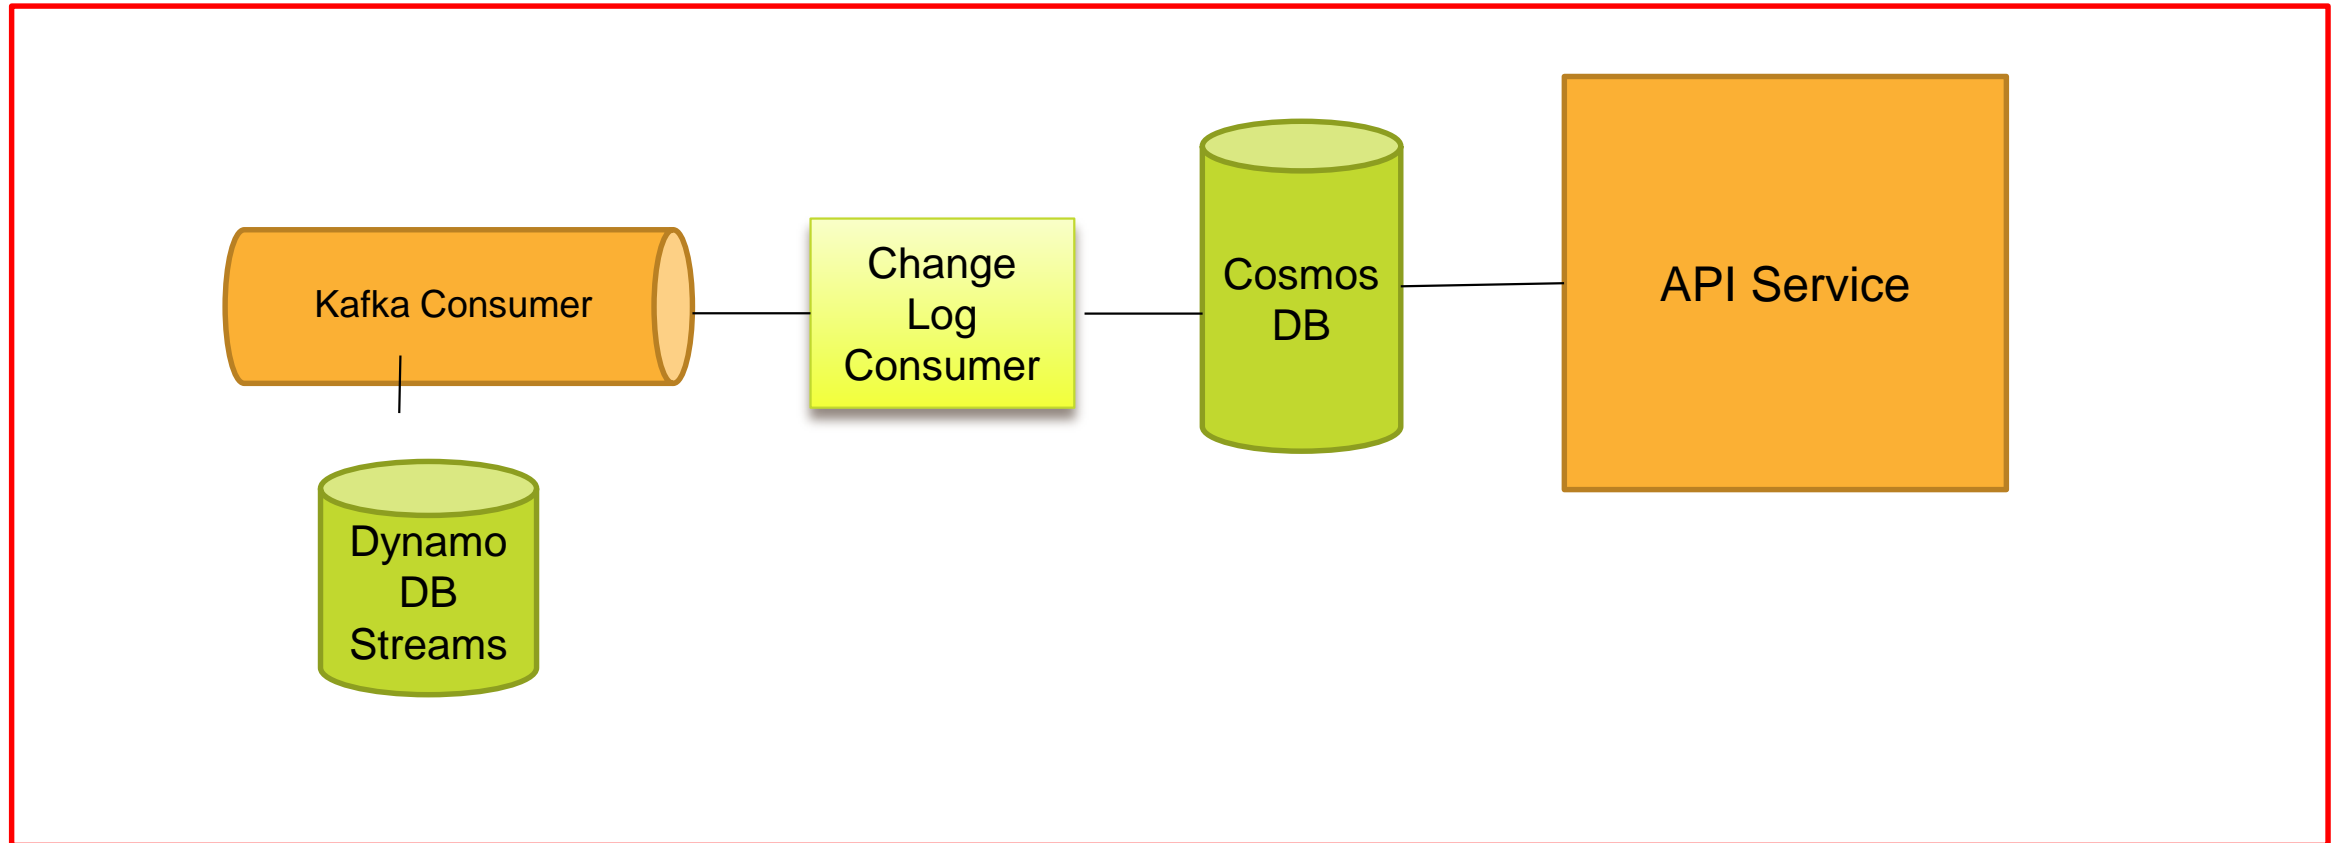 Kafka Consumer
Change
Log
Consumer
Cosmos
DB
API Service
Dynamo
DB
Streams